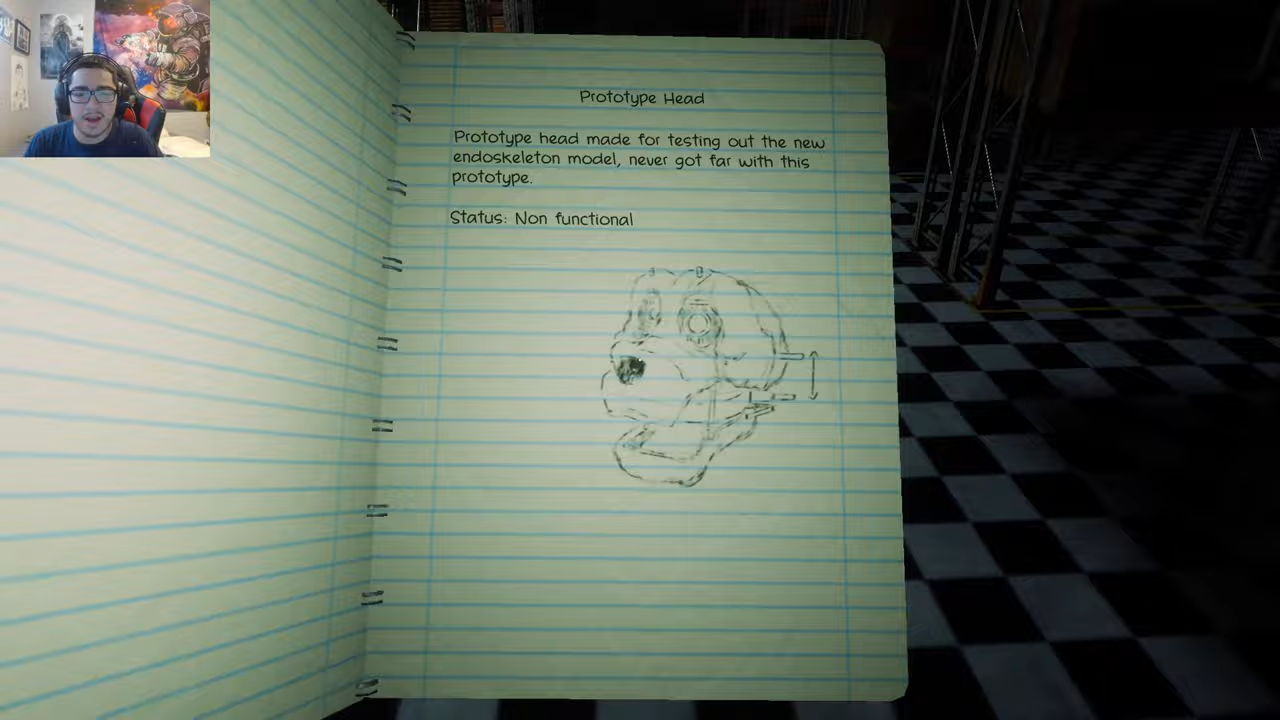 Prototype Head
Prototype head made for testing out the new
endoskeleton model, never got far with this
prototype.
Status: Non functional